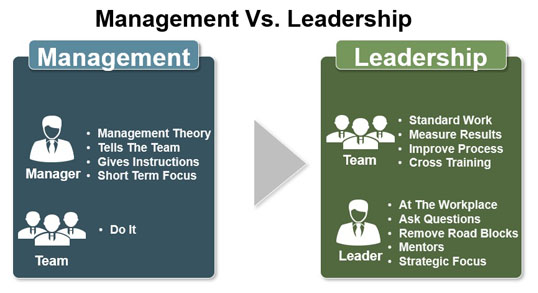 Management Vs. Leadership
Management
Manager
• Management Theory
• Tells The Team
• Gives Instructions
• Short Term Focus
Team
• Do It
Leadership
Team
• Standard Work
• Measure Results
• Improve Process
• Cross Training
Leader
• At The Workplace
• Ask Questions
• Remove Road Blocks
• Mentors
• Strategic Focus